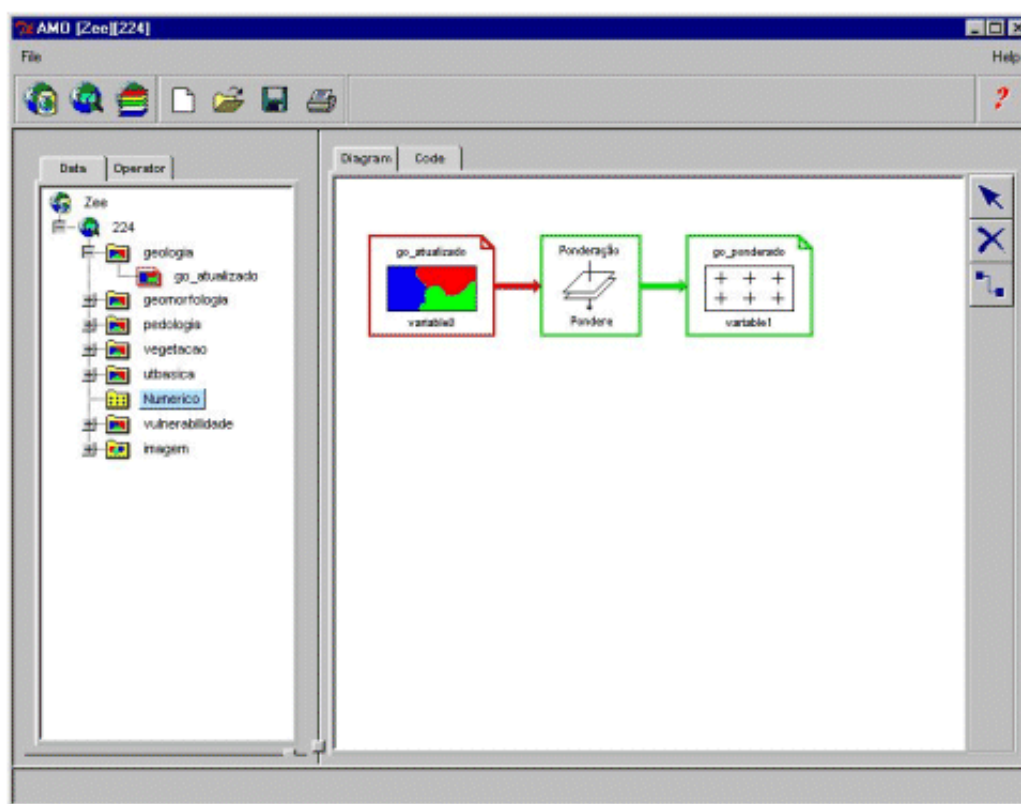 AMO [Zee][224]
File
Help
?
Data
Operator
Diagram
Code
Zee
224
geologia
go_atualizado
geomorfologia
pedologia
vegetacao
utbasica
Numerico
vulnerabilidade
imagem
go_atualizado
variable0
Ponderação
Pondere
go_ponderado
variable1